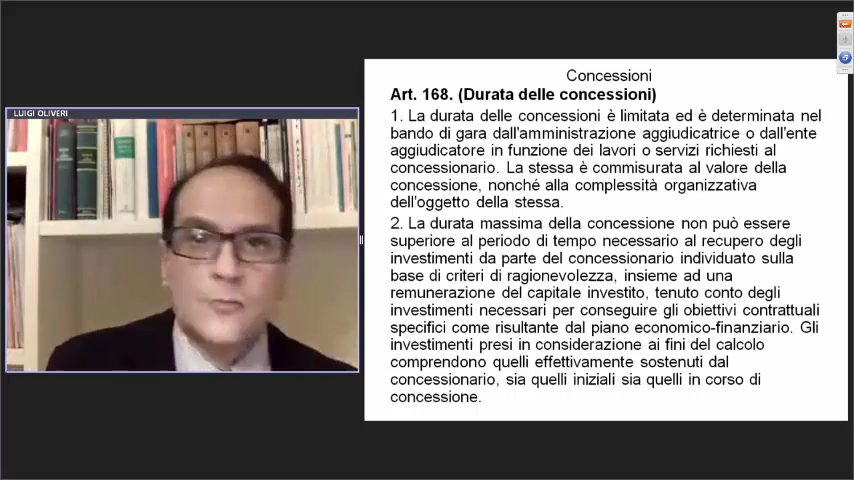 LUIGI OLIVERI
Concessioni
Art. 168. (Durata delle concessioni)
1. La durata delle concessioni è limitata ed è determinata nel
bando di gara dall'amministrazione aggiudicatrice o dall'ente
aggiudicatore in funzione dei lavori o servizi richiesti al
concessionario. La stessa è commisurata al valore della
concessione, nonché alla complessità organizzativa
dell'oggetto della stessa.
2. La durata massima della concessione non può essere
superiore al periodo di tempo necessario al recupero degli
investimenti da parte del concessionario individuato sulla
base di criteri di ragionevolezza, insieme ad una
remunerazione del capitale investito, tenuto conto degli
investimenti necessari per conseguire gli obiettivi contrattuali
specifici come risultante dal piano economico-finanziario. Gli
investimenti presi in considerazione ai fini del calcolo
comprendono quelli effettivamente sostenuti dal
concessionario, sia quelli iniziali sia quelli in corso di
concessione.